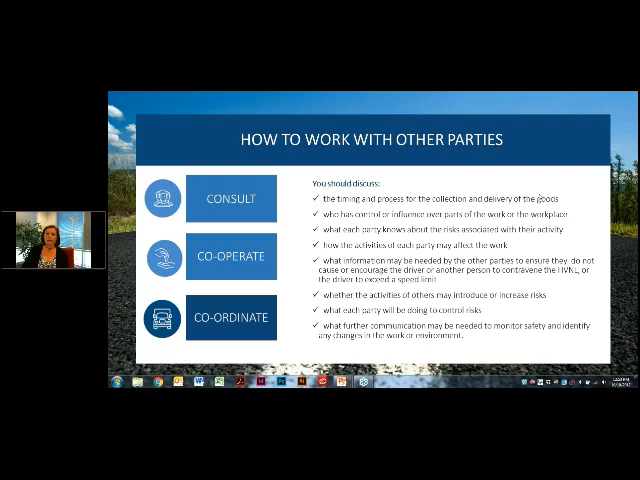 HOW TO WORK WITH OTHER PARTIES
CONSULT
CO-OPERATE
CO-ORDINATE
You should discuss:
the timing and process for the collection and delivery of the goods
who has control or influence over parts of the work or the workplace
what each party knows about the risks associated with their activity
how the activities of each party may affect the work
what information may be needed by the other parties to ensure they do not
cause or encourage the driver or another person to contravene the HVNL, or
the driver to exceed a speed limit
whether the activities of others may introduce or increase risks
what each party will be doing to control risks
what further communication may be needed to monitor safety and identify
any changes in the work or environment.